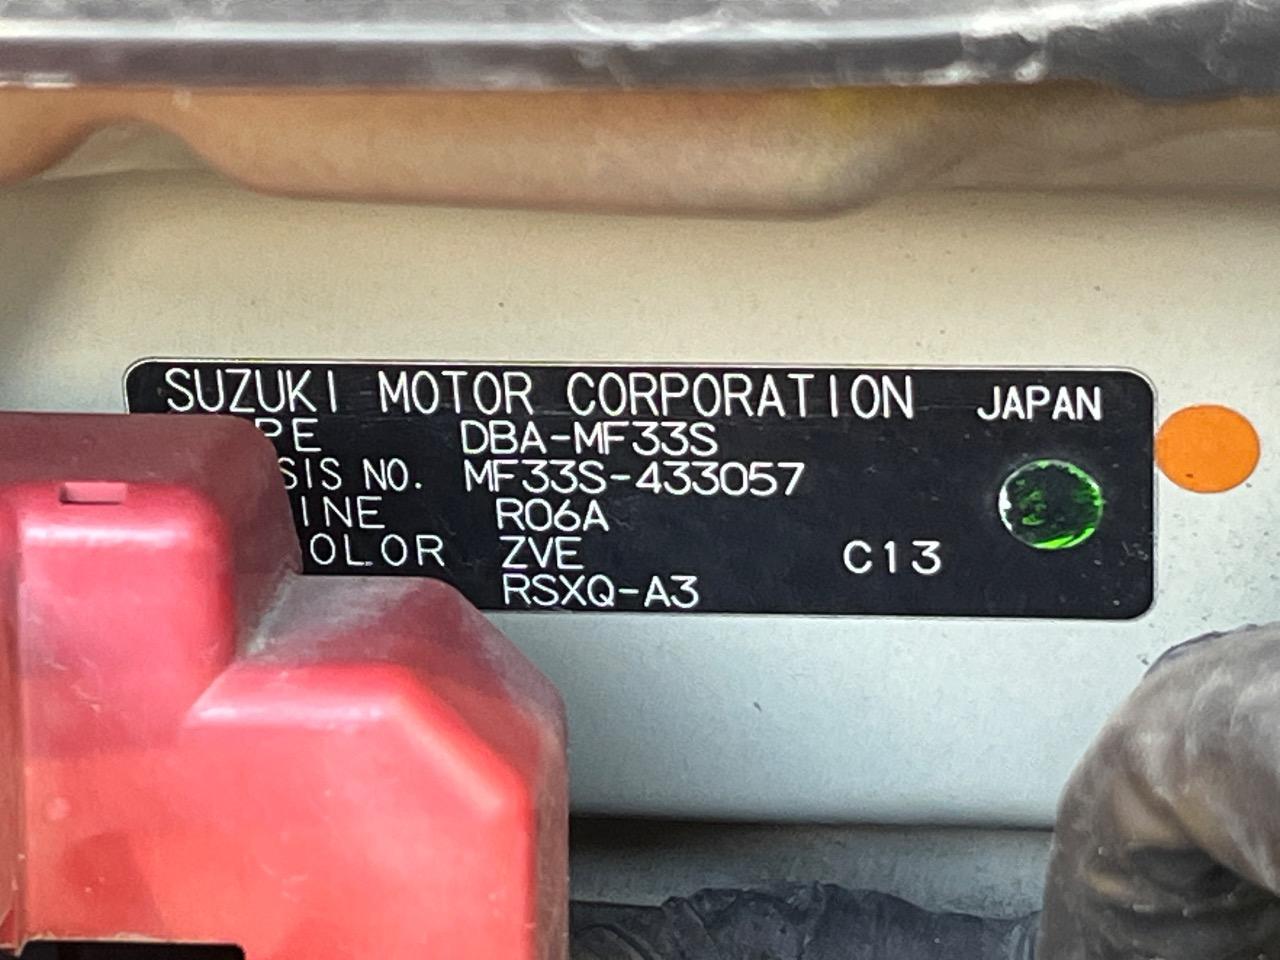 SUZUKI MOTOR CORPORATION JAPAN
PE DBA-MF33S
SIS NO. MF33S-433057
INE R06A
OLOR ZVE C13
RSXQ-A3